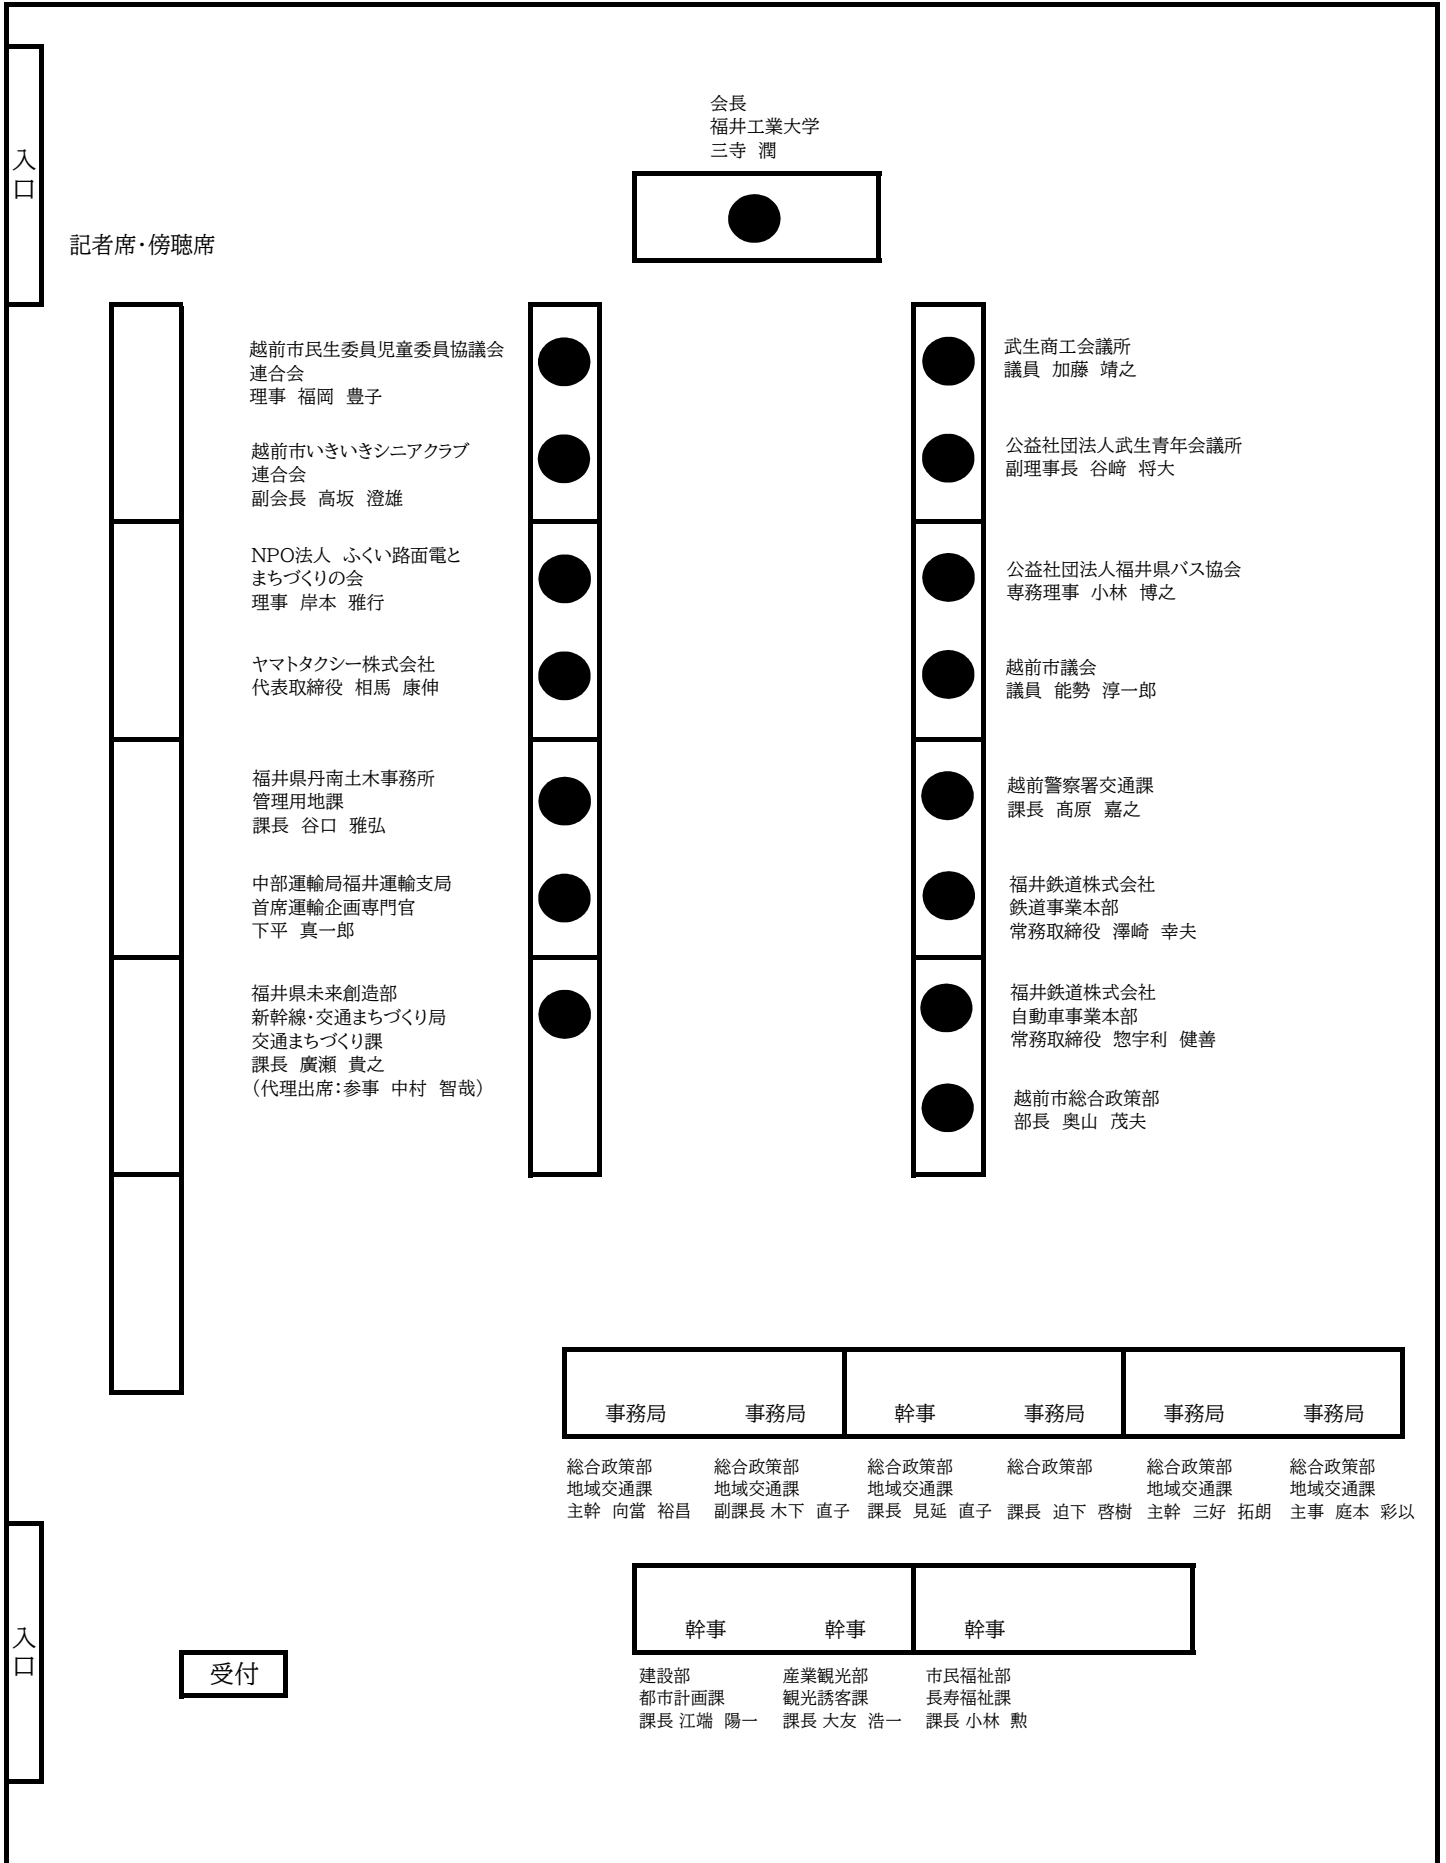 会長
福井工業大学
三寺 潤
入口
記者席・傍聴席
越前市民生委員児童委員協議会
連合会
理事 福岡 豊子
越前市いきいきシニアクラブ
連合会
副会長 高坂 澄雄
NPO法人 ふくい路面電と
まちづくりの会
理事 岸本 雅行
ヤマトタクシー株式会社
代表取締役 相馬 康伸
福井県丹南土木事務所
管理用地課
課長 谷口 雅弘
中部運輸局福井運輸支局
首席運輸企画専門官
下平 真一郎
福井県未来創造部
新幹線・交通まちづくり局
交通まちづくり課
課長 廣瀬 貴之
（代理出席：参事 中村 智哉）
武生商工会議所
議員 加藤 靖之
公益社団法人武生青年会議所
副理事長 谷﨑 将大
公益社団法人福井県バス協会
専務理事 小林 博之
越前市議会
議員 能勢 淳一郎
越前警察署交通課
課長 髙原 嘉之
福井鉄道株式会社
鉄道事業本部
常務取締役 澤崎 幸夫
福井鉄道株式会社
自動車事業本部
常務取締役 惣宇利 健善
越前市総合政策部
部長 奥山 茂夫
事務局 事務局 幹事 事務局 事務局 事務局
総合政策部 総合政策部 総合政策部 総合政策部 総合政策部 総合政策部
地域交通課 地域交通課 地域交通課 地域交通課 地域交通課
主幹 向當 裕昌 副課長 木下 直子 課長 見延 直子 課長 迫下 啓樹 主幹 三好 拓朗 主事 庭本 彩以
幹事 幹事 幹事
建設部 産業観光部 市民福祉部
都市計画課 観光誘客課 長寿福祉課
課長 江端 陽一 課長 大友 浩一 課長 小林 勲
入口
受付